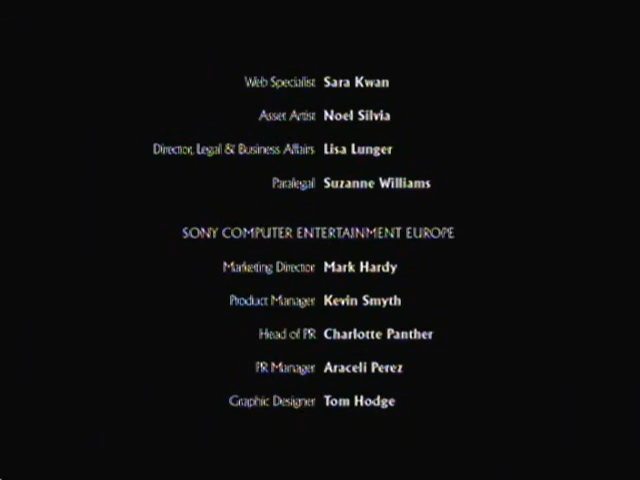 Web Specialist Sara Kwan
Asset Artist Noel Silvia
Director, Legal & Business Affairs Lisa Lunger
Paralegal Suzanne Williams
SONY COMPUTER ENTERTAINMENT EUROPE
Marketing Director Mark Hardy
Product Manager Kevin Smyth
Head of PR Charlotte Panther
PR Manager Araceli Perez
Graphic Designer Tom Hodge